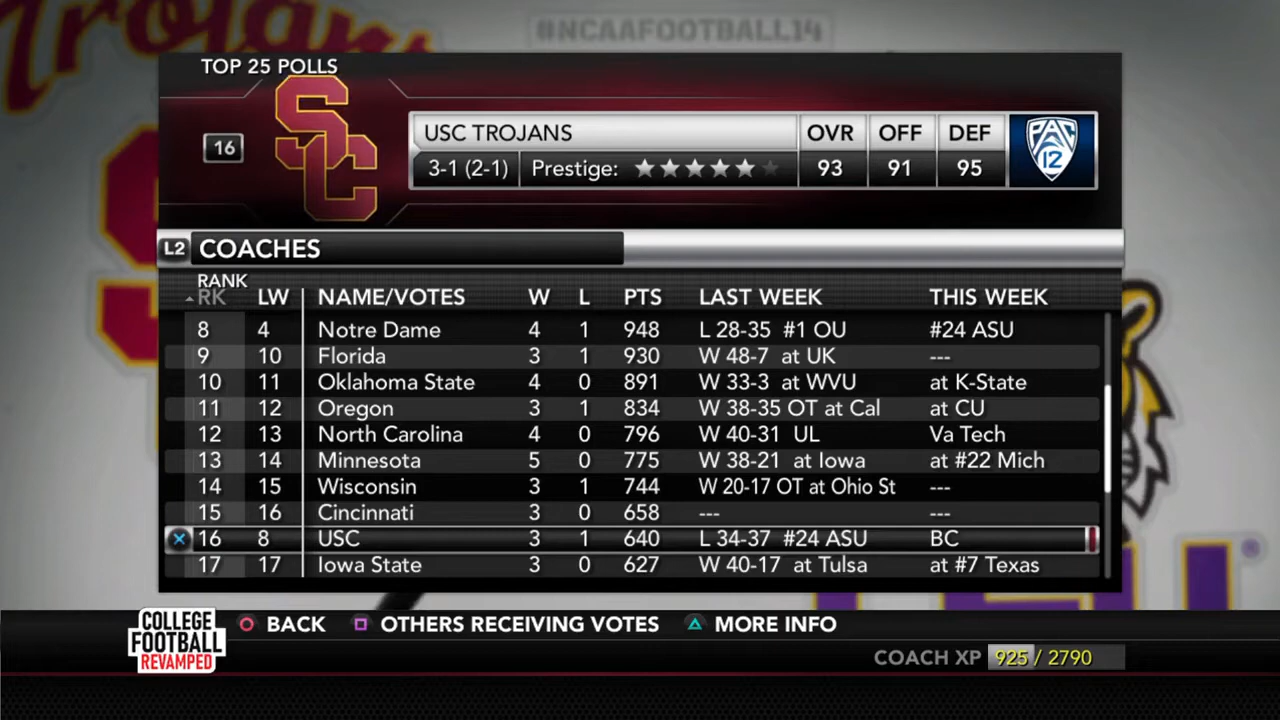 Trojans
#NCAAFOOTBALL14
TOP 25 POLLS
16
SC
USC TROJANS
OVR OFF DEF
3-1 (2-1) Prestige:
93 91 95
PAC 12
L2 COACHES
RANK
RK LW NAME/VOTES W L PTS LAST WEEK THIS WEEK
8 4 Notre Dame 4 1 948 L 28-35 #1 OU #24 ASU
9 10 Florida 3 1 930 W 48-7 at UK ---
10 11 Oklahoma State 4 0 891 W 33-3 at WVU at K-State
11 12 Oregon 3 1 834 W 38-35 OT at Cal at CU
12 13 North Carolina 4 0 796 W 40-31 UL Va Tech
13 14 Minnesota 5 0 775 W 38-21 at Iowa at #22 Mich
14 15 Wisconsin 3 1 744 W 20-17 OT at Ohio St ---
15 16 Cincinnati 3 0 658 --- ---
16 8 USC 3 1 640 L 34-37 #24 ASU BC
17 17 Iowa State 3 0 627 W 40-17 at Tulsa at #7 Texas
COLLEGE
FOOTBALL
REVAMPED
BACK OTHERS RECEIVING VOTES MORE INFO
COACH XP 925 / 2790